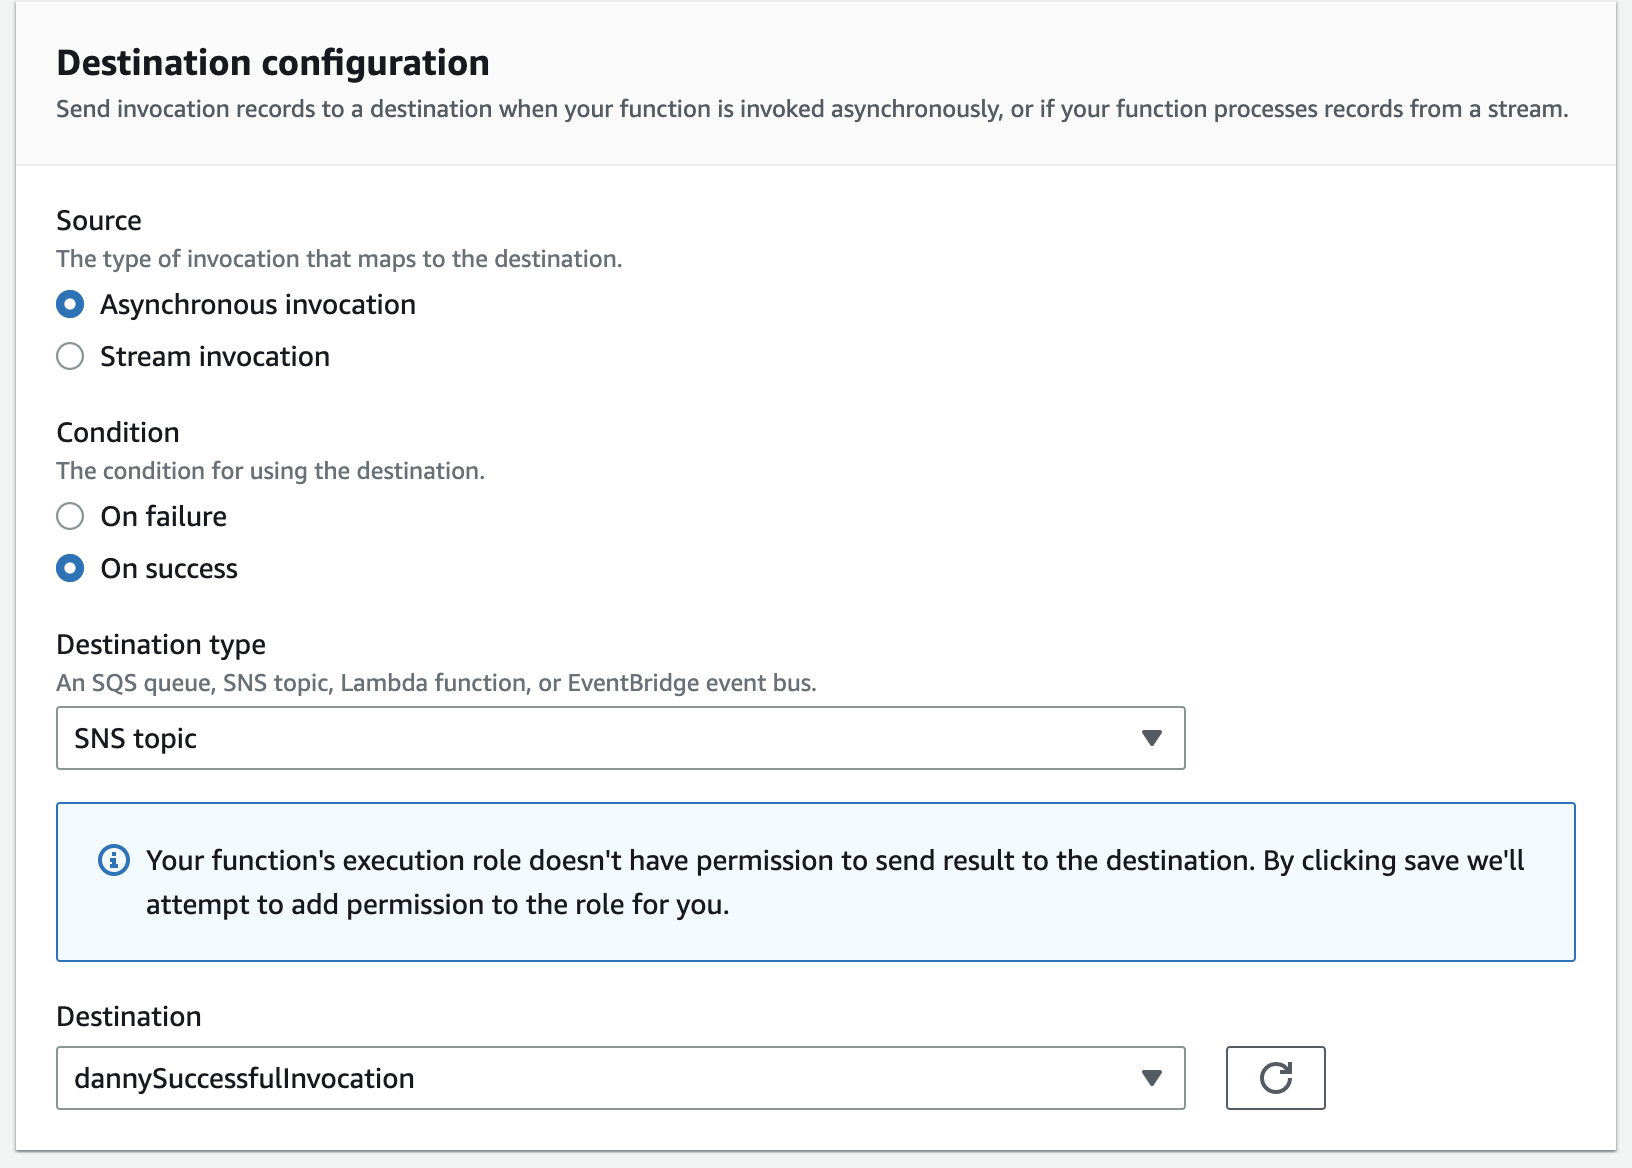 Destination configuration
Send invocation records to a destination when your function is invoked asynchronously, or if your function processes records from a stream.
Source
The type of invocation that maps to the destination.
Asynchronous invocation
Stream invocation
Condition
The condition for using the destination.
On failure
On success
Destination type
An SQS queue, SNS topic, Lambda function, or EventBridge event bus.
SNS topic
Your function's execution role doesn't have permission to send result to the destination. By clicking save we'll
attempt to add permission to the role for you.
Destination
dannySuccessfulInvocation